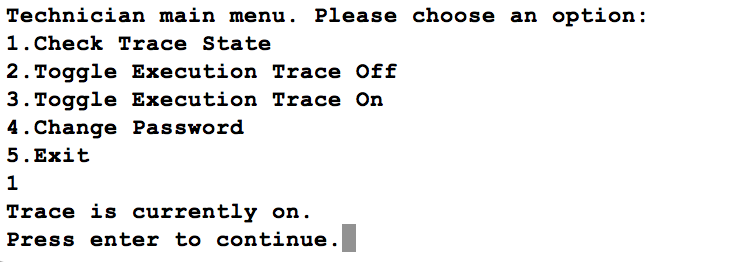 Technician main menu. Please choose an option:
1.Check Trace State
2.Toggle Execution Trace Off
3.Toggle Execution Trace On
4.Change Password
5.Exit
1
Trace is currently on.
Press enter to continue.